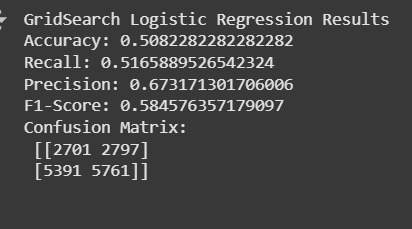 GridSearch Logistic Regression Results
Accuracy: 0.5082282282282282
Recall: 0.5165889526542324
Precision: 0.673171301706006
F1-Score: 0.584576357179097
Confusion Matrix:
[[2701 2797]
[5391 5761]]